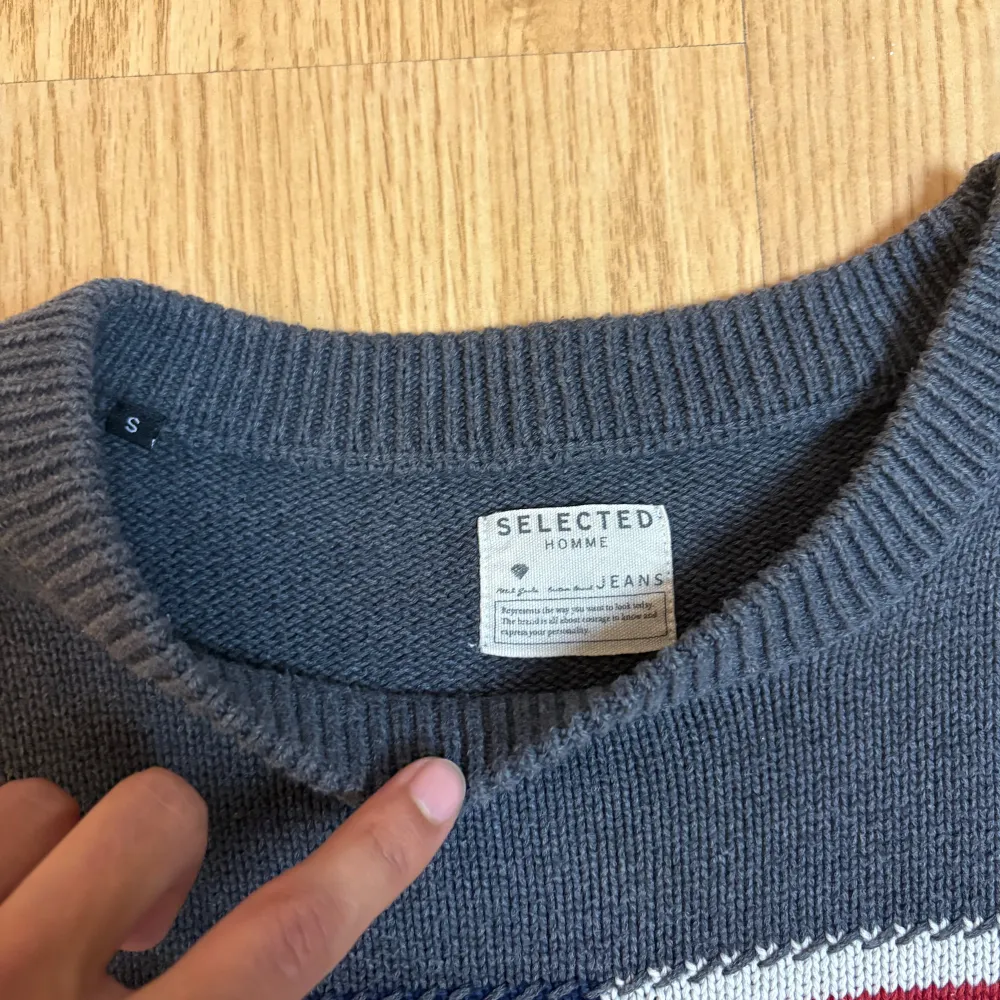 S
SELECTED
HOMME
JEANS
Represents the way you want to look today.
The brand is all about courage to know and
express your personality.